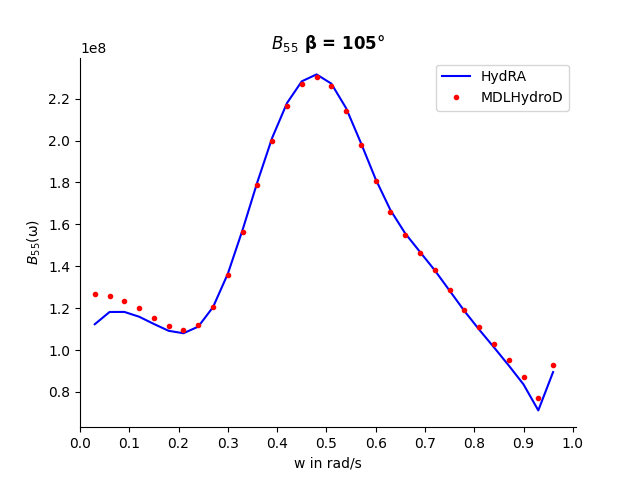 B₅₅ β = 105°
1e8
HydRA
MDLHydroD
2.2
2.0
1.8
1.6
1.4
1.2
1.0
0.8
B₅₅(ω)
0.0 0.1 0.2 0.3 0.4 0.5 0.6 0.7 0.8 0.9 1.0
w in rad/s